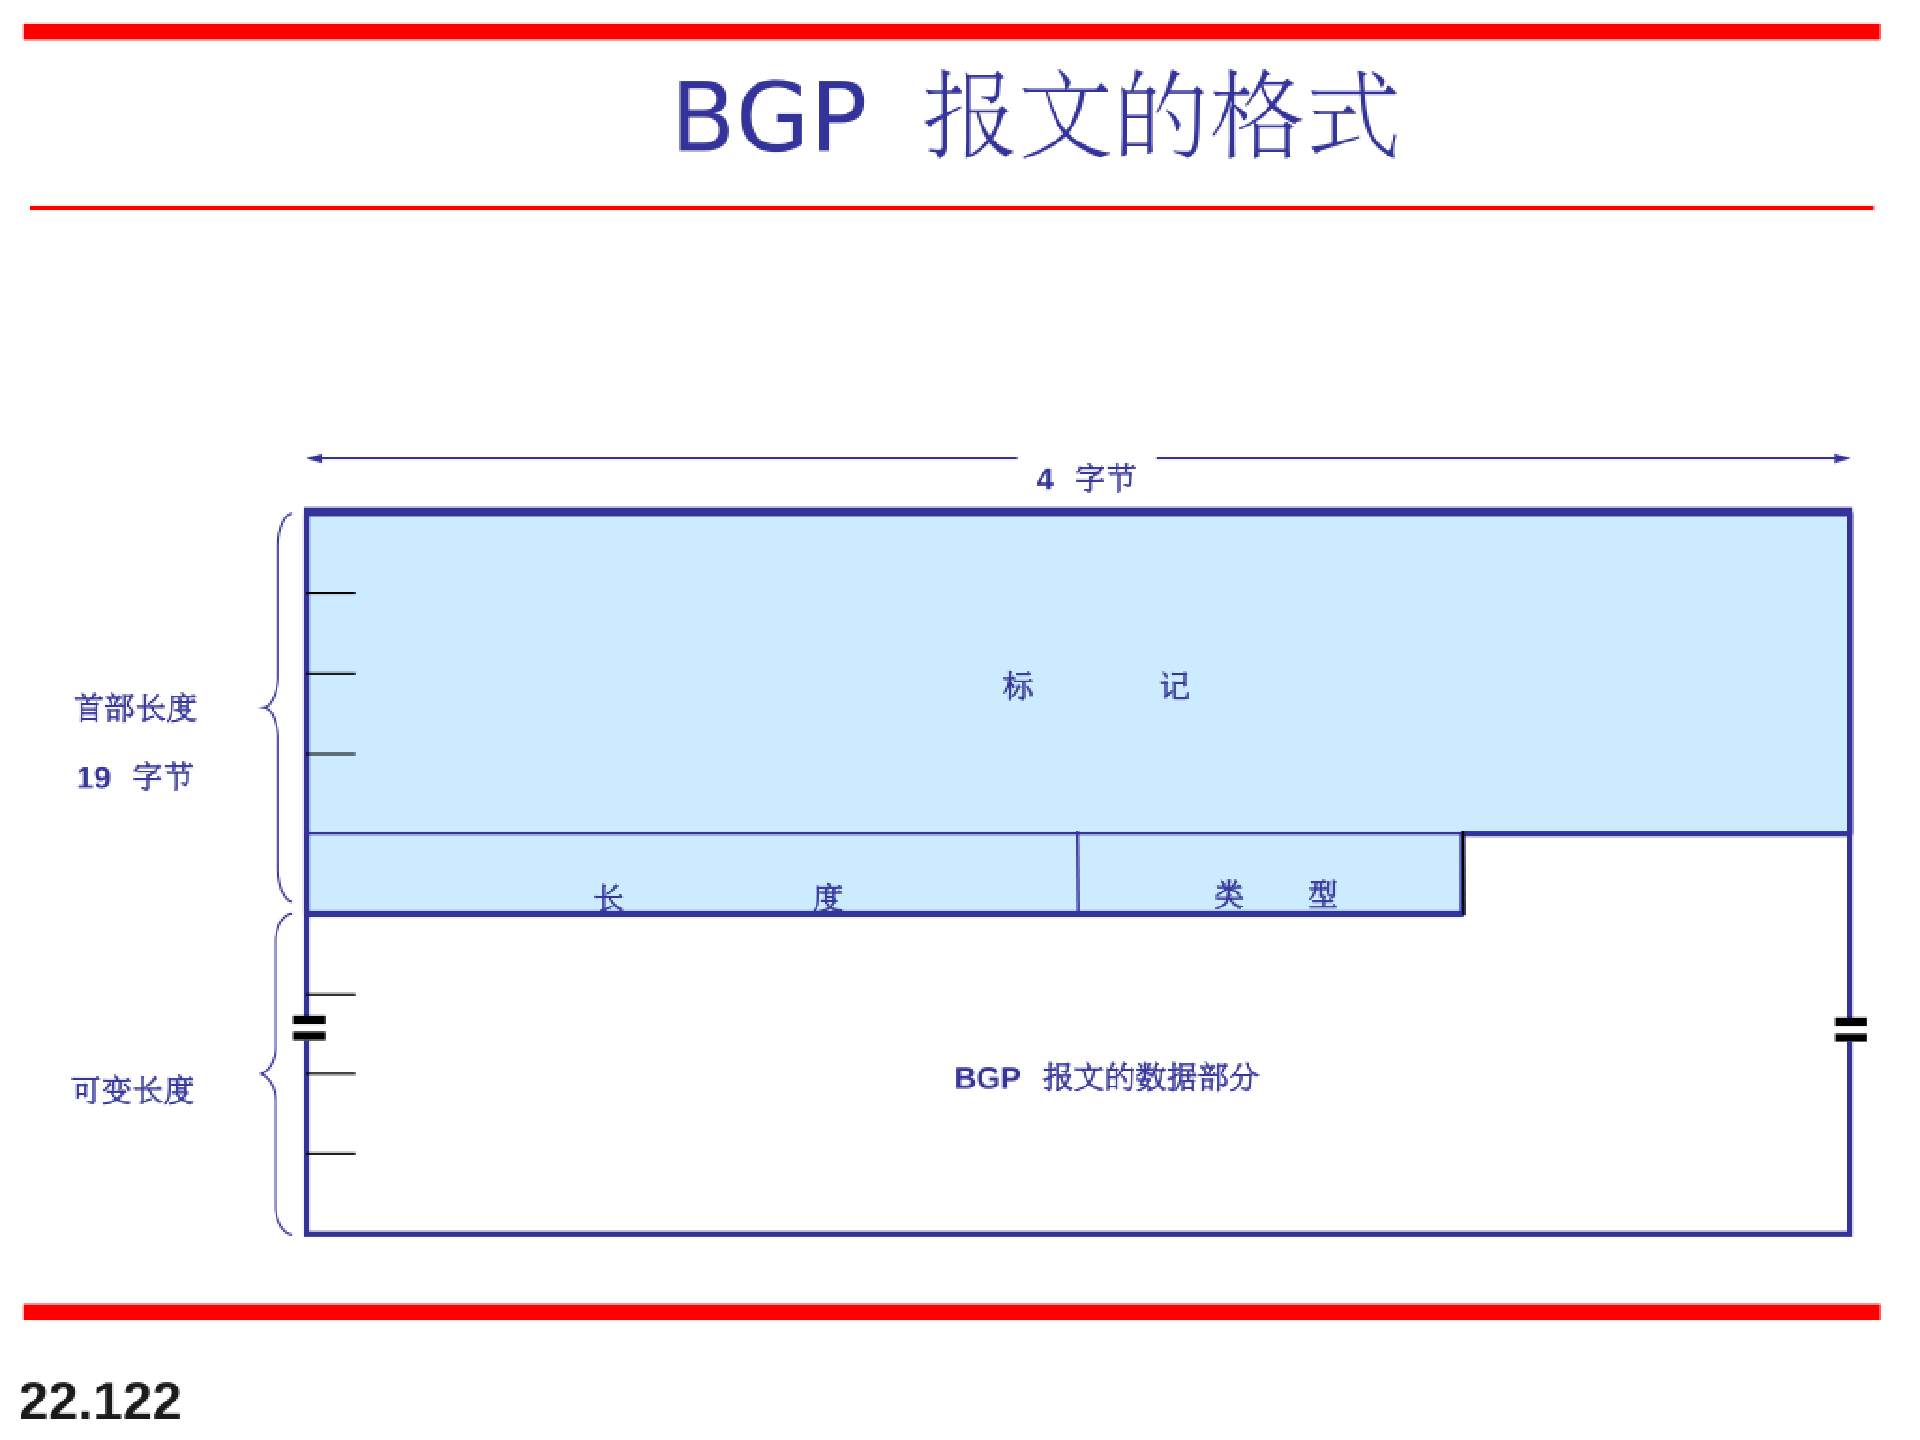 BGP 报文的格式
4 字节
标 记
首部长度
19 字节
长 度 类 型
BGP 报文的数据部分
可变长度
22.122